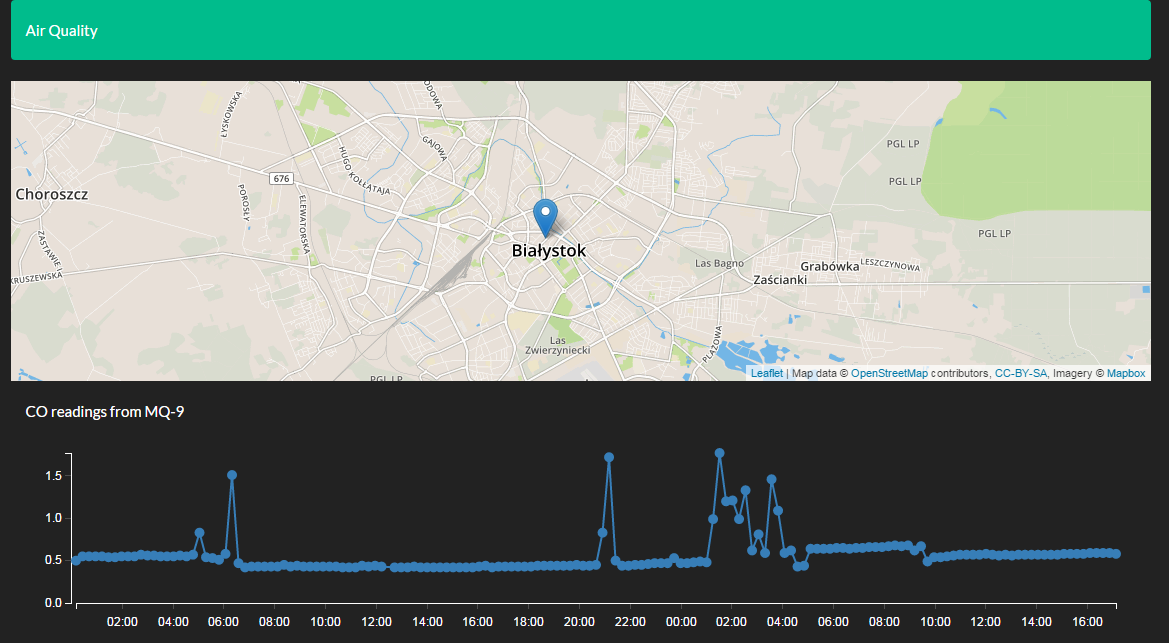 Air Quality
ŁYSKOWSKA
GAJOWA
HUGO KOŁŁĄTAJA
676
POROSŁY
ELEWATORSKA
Choroszcz
PGL LP
PGL LP
PGL LP
Białystok
Las Bagno
Grabówka
LESZCZYNOWA
Zaścianki
Las
Zwierzyniecki
PLAŻOWA
PGL LP
Leaflet | Map data © OpenStreetMap contributors, CC-BY-SA, Imagery © Mapbox
CO readings from MQ-9
1.5
1.0
0.5
0.0
02:00 04:00 06:00 08:00 10:00 12:00 14:00 16:00 18:00 20:00 22:00 00:00 02:00 04:00 06:00 08:00 10:00 12:00 14:00 16:00